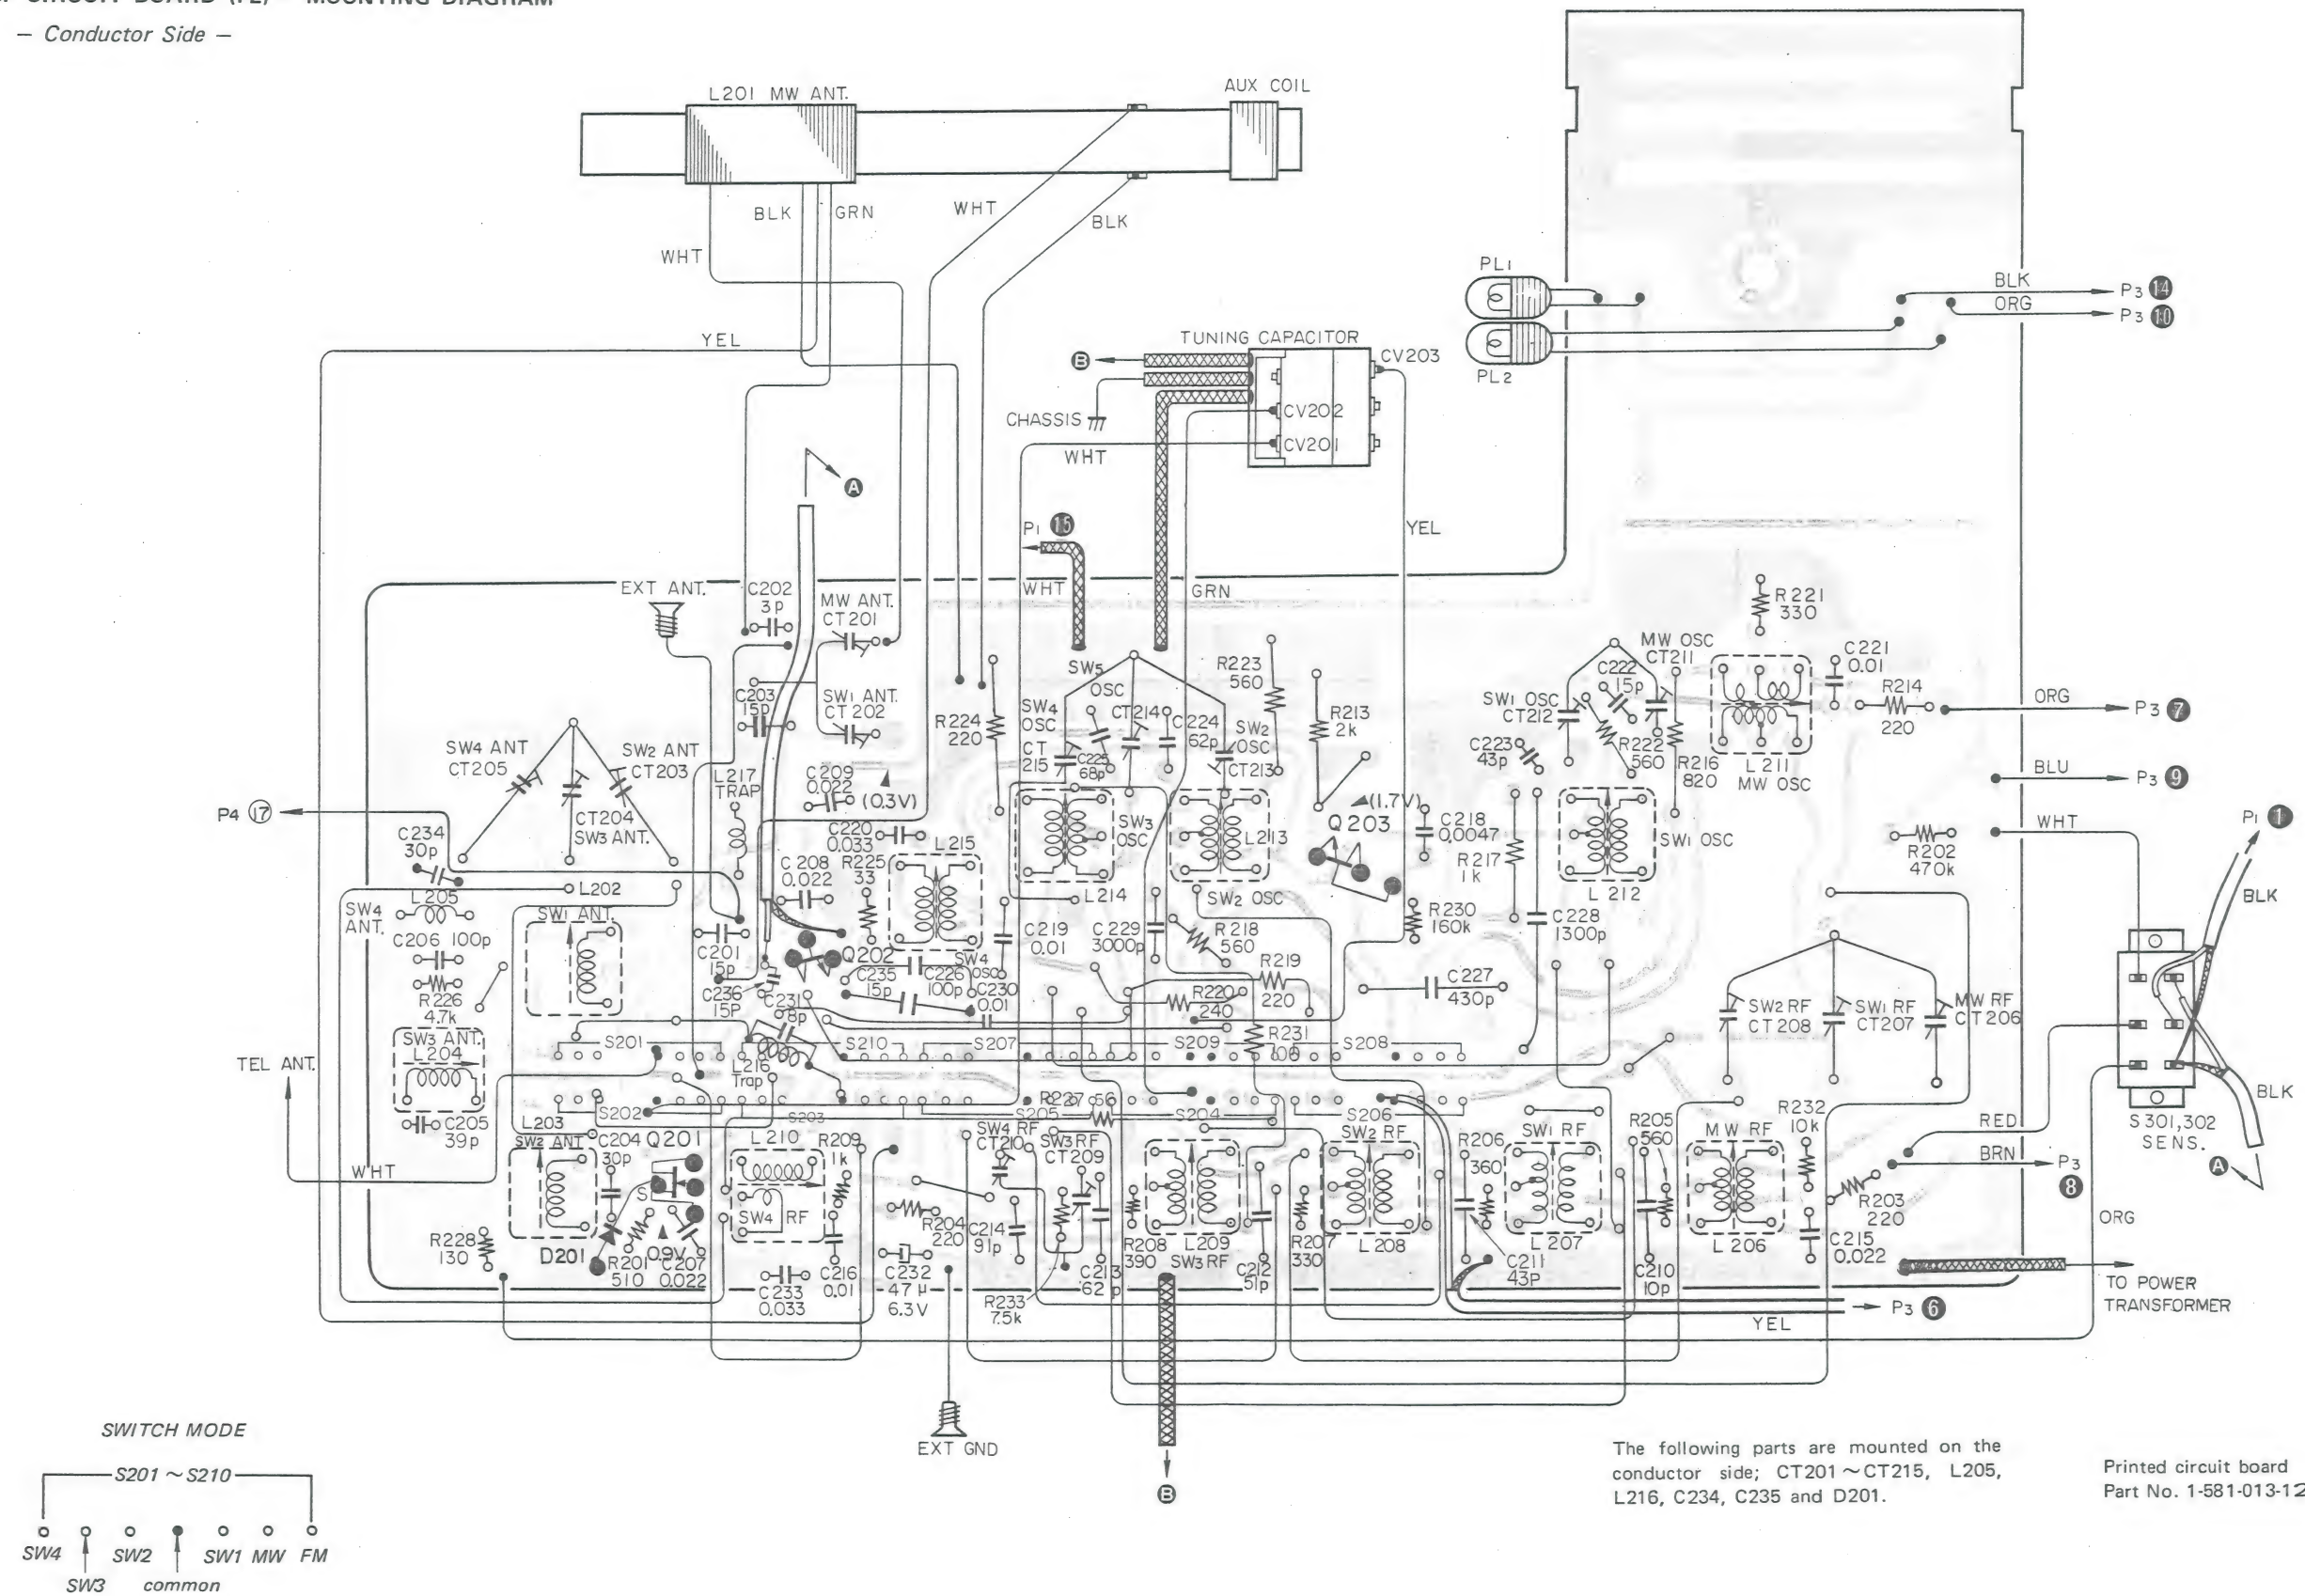 CIRCUIT BOARD (P2) - MOUNTING DIAGRAM
— Conductor Side —
L201 MW ANT.
AUX COIL
BLK
GRN
WHT
WHT
BLK
YEL
PL1
PL2
BLK
P3 14
ORG
P3 10
TUNING CAPACITOR
B
CV203
CHASSIS
CV202
CV201
WHT
A
P1 15
YEL
WHT
GRN
EXT ANT.
C202
3p
MW ANT.
CT201
C203
15p
SW1 ANT.
CT 202
R224
220
SW5
OSC
SW4
OSC
CT
215
C225
68p
CT214
C224
62p
SW2
OSC
CT213
R223
560
R213
2k
SW1 OSC
CT212
C222
15p
MW OSC
CT211
R221
330
C221
0.01
R214
220
ORG
P3 7
C223
43p
R222
560
R216
820
L211
MW OSC
BLU
P3 9
SW4 ANT
CT205
SW2 ANT
CT203
CT204
SW3 ANT.
L217
TRAP
C209
0.022
(0.3V)
P4 17
C234
30p
C220
0.033
L215
SW3
OSC
L213
(1.7V)
Q203
C218
0.0047
R217
1k
SW1 OSC
L212
WHT
R202
470k
P1 1
BLK
L205
SW4
ANT.
L202
SW1 ANT.
C208
0.022
R225
33
L214
SW2 OSC
C206 100p
R226
4.7k
C201
15p
Q202
C219
0.01
C229
3000p
R218
560
R230
160k
C228
1300p
C236
15P
C231
8p
C235
15p
C226
100p
SW4
OSC
C230
0.01
R219
220
R220
240
C227
430p
SW2 RF
CT208
SW1 RF
CT207
MW RF
CT206
SW3 ANT.
L204
TEL ANT.
S201
S210
S207
S209
R231
100
S208
L216
Trap
S202
S203
S205
R227 56
S204
S206
C205
39p
L203
SW2 ANT
C204
30p
Q201
L210
R209
1k
SW4 RF
CT210
SW3RF
CT209
SW2 RF
R206
360
SW1 RF
R205
560
MW RF
R232
10k
RED
S301,302
SENS.
BLK
WHT
BRN
P3
8
A
S
SW4 RF
R228
130
D201
R201
510
0.9V
C207
0.022
C233
0.033
C216
0.01
R204
220
C232
47 µ
6.3V
C214
91p
R233
7.5k
C213
62p
R208
390
L209
SW3 RF
C212
51p
R207
330
L208
C211
43p
L207
C210
10p
L206
R203
220
C215
0.022
ORG
TO POWER
TRANSFORMER
P3 6
YEL
EXT GND
B
SWITCH MODE
S201 ~ S210
SW4
SW2
SW1 MW FM
SW3
common
The following parts are mounted on the
conductor side; CT201 ~ CT215, L205,
L216, C234, C235 and D201.
Printed circuit board
Part No. 1-581-013-12